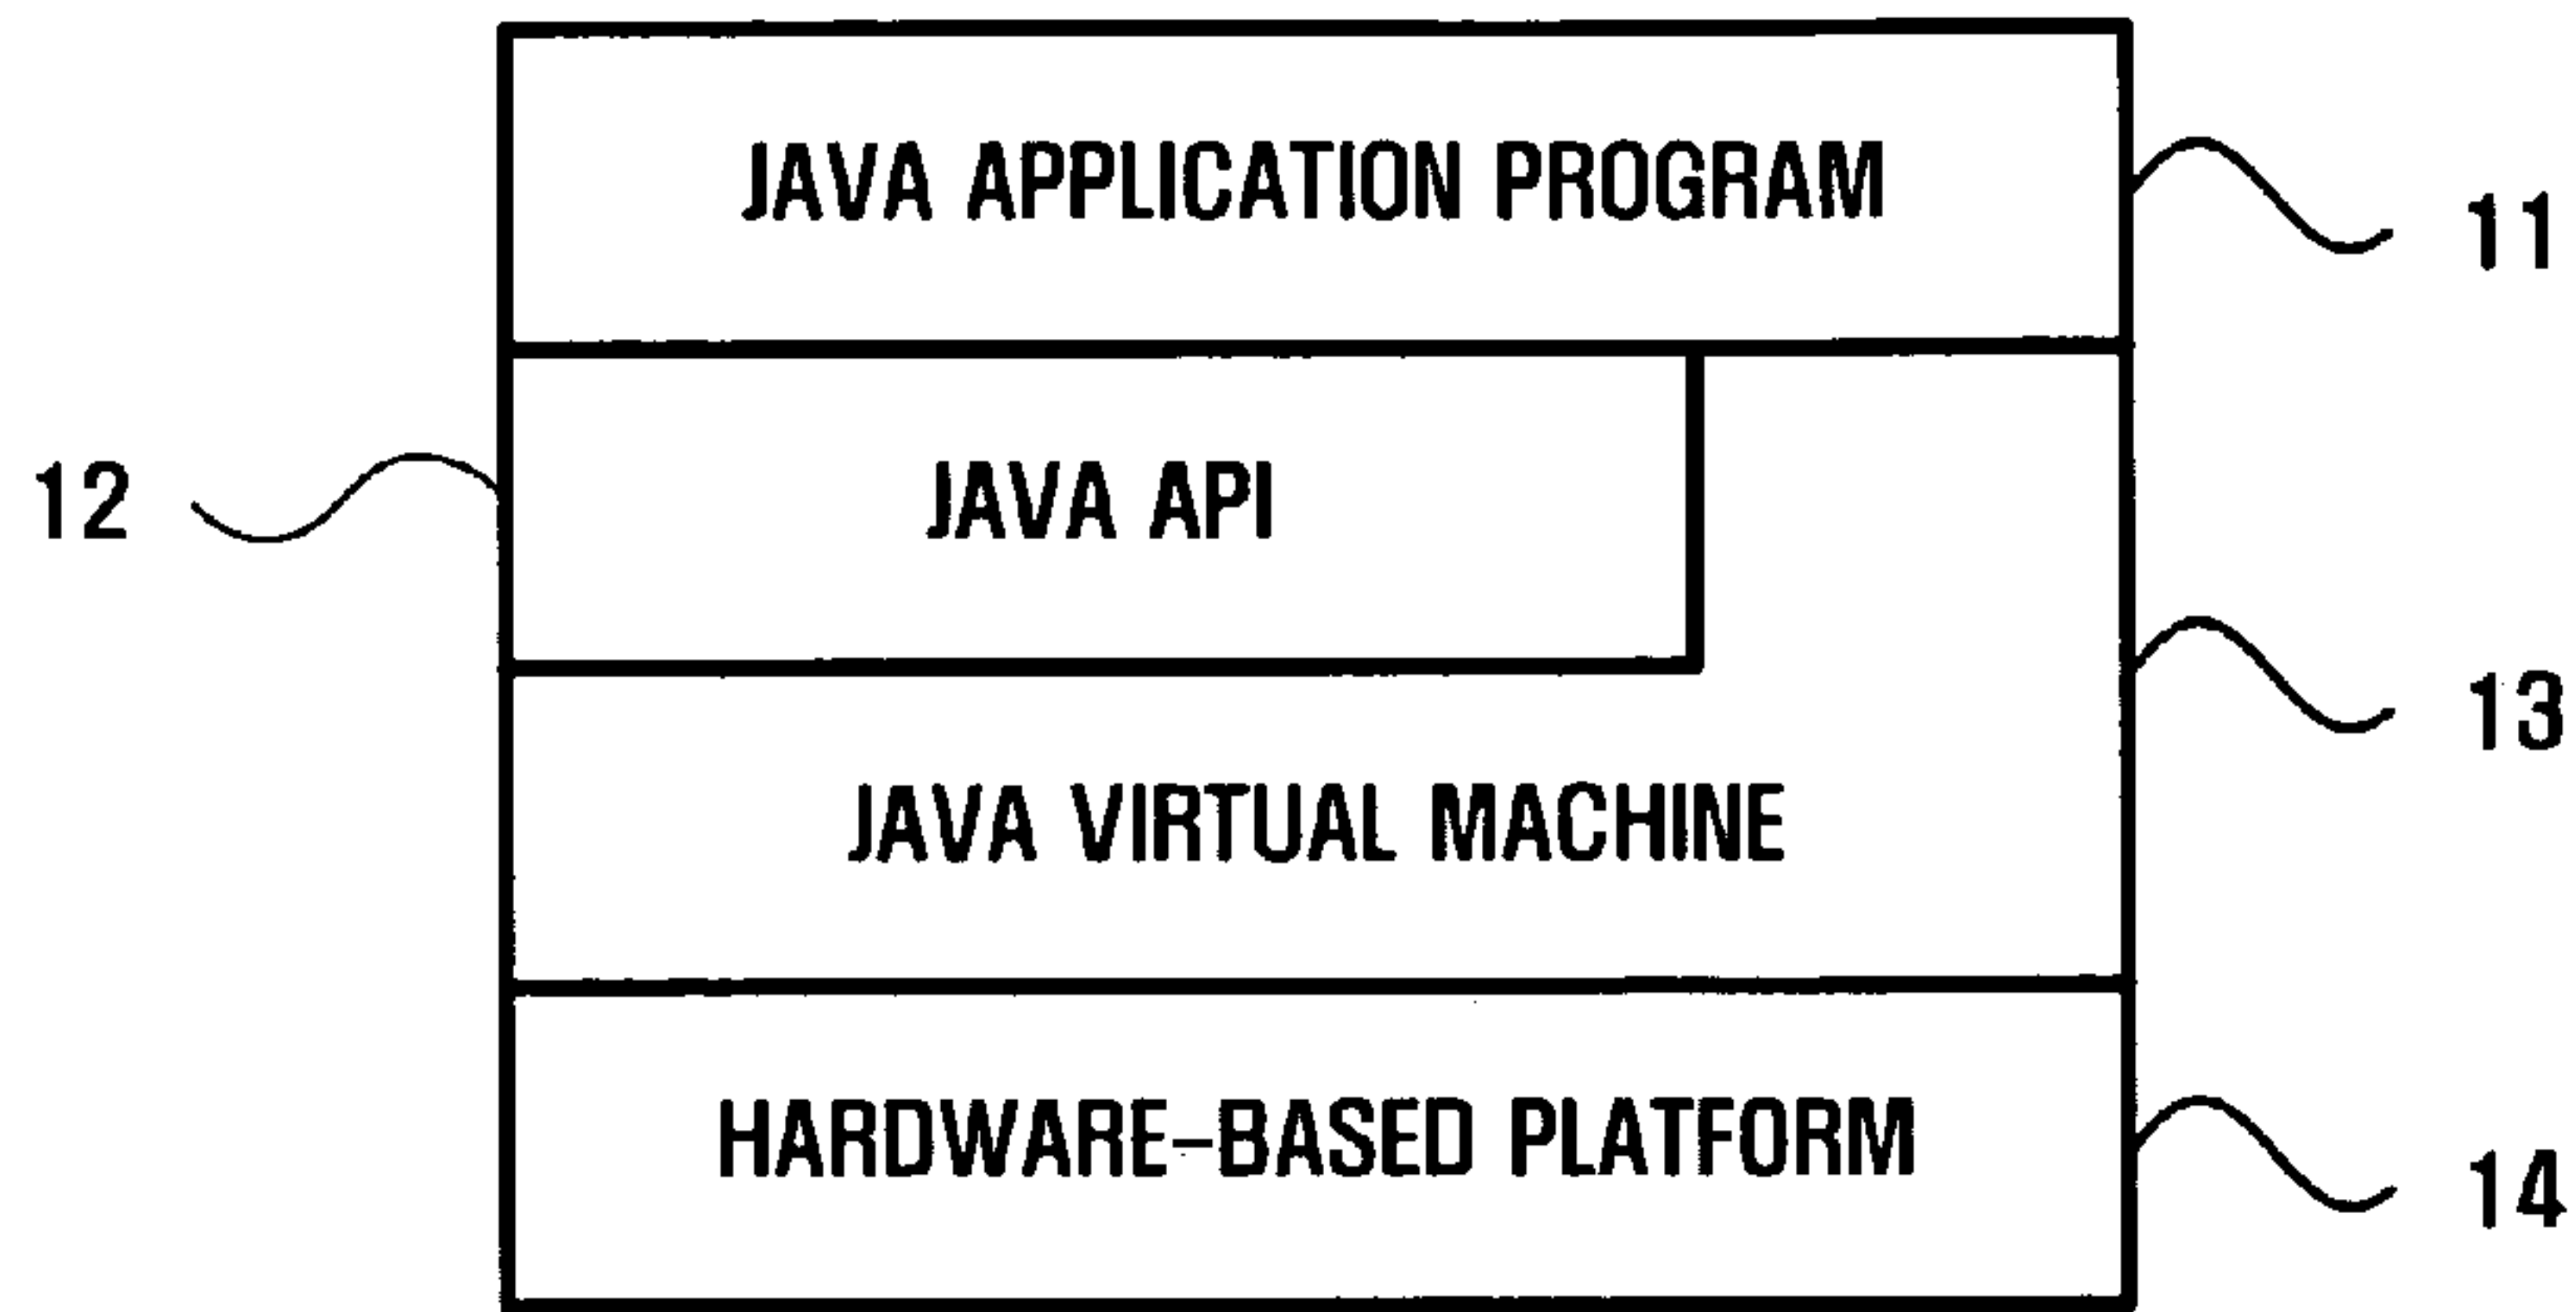 JAVA APPLICATION PROGRAM
11
12
JAVA API
13
JAVA VIRTUAL MACHINE
HARDWARE-BASED PLATFORM
14